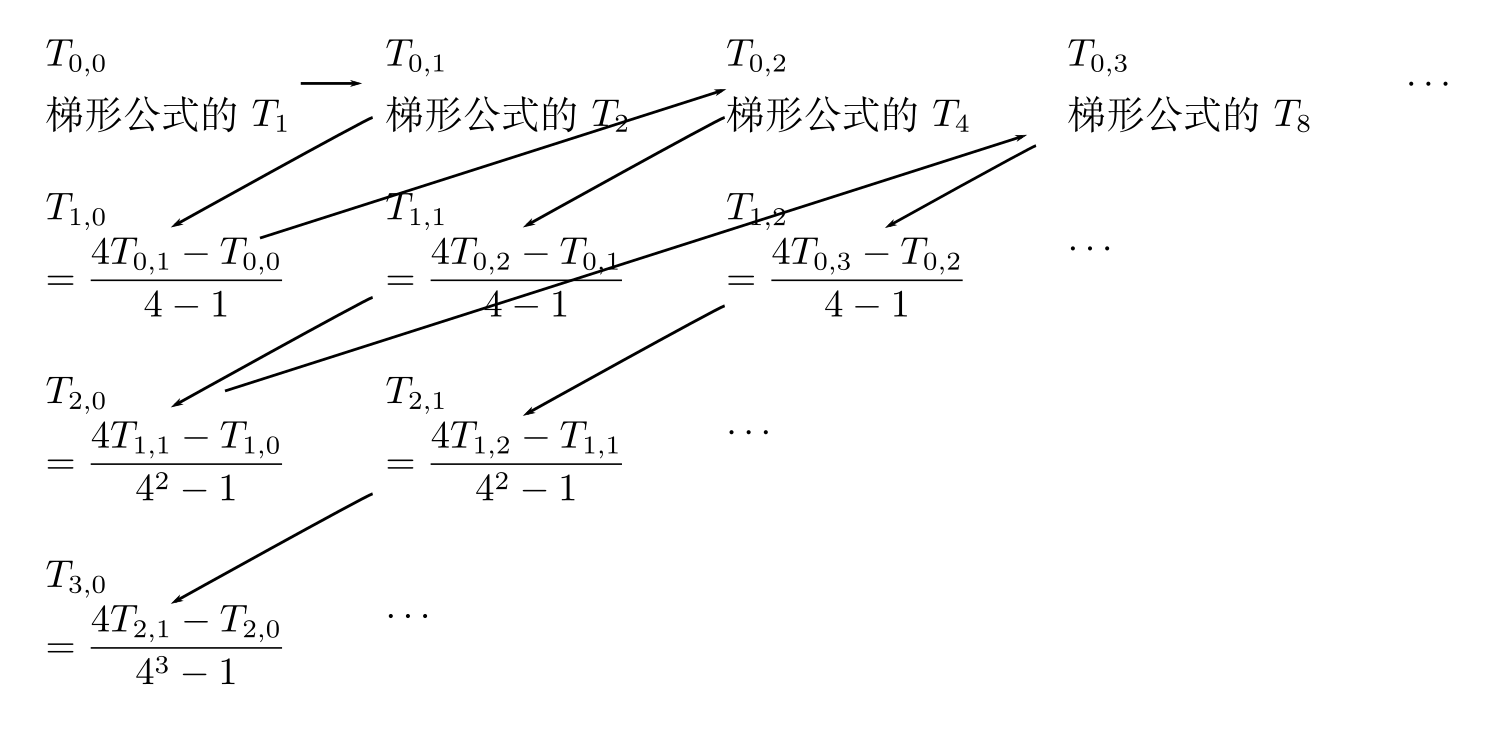 T_{0,0} T_{0,1} T_{0,2} T_{0,3} ···
梯形公式的 T_1 梯形公式的 T_2 梯形公式的 T_4 梯形公式的 T_8
T_{1,0} T_{1,1} T_{1,2} ···
= \frac{4T_{0,1} − T_{0,0}}{4 − 1} = \frac{4T_{0,2} − T_{0,1}}{4 − 1} = \frac{4T_{0,3} − T_{0,2}}{4 − 1}
T_{2,0} T_{2,1} ···
= \frac{4T_{1,1} − T_{1,0}}{4^2 − 1} = \frac{4T_{1,2} − T_{1,1}}{4^2 − 1}
T_{3,0} ···
= \frac{4T_{2,1} − T_{2,0}}{4^3 − 1}